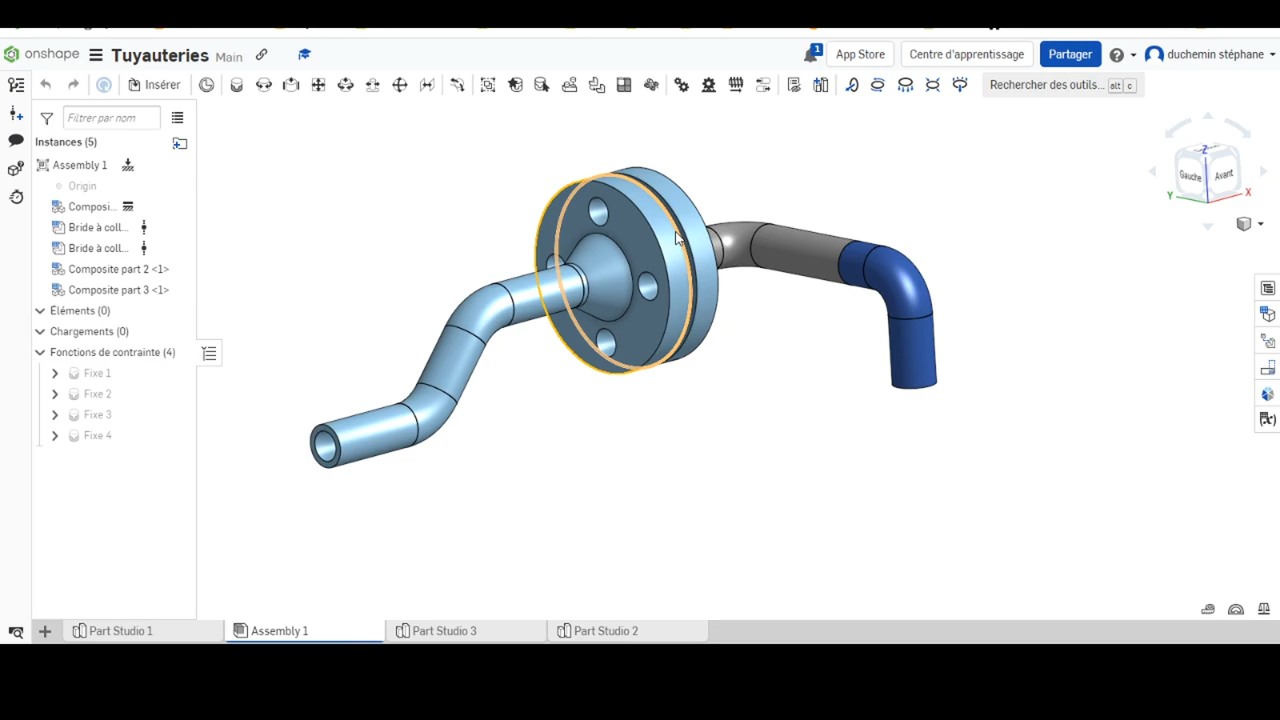 onshape Tuyauteries Main 1 App Store Centre d'apprentissage Partager duchemin stéphane
Insérer Rechercher des outils... alt c
Filtrer par nom
Instances (5)
Assembly 1
Origin
Composi...
Bride à coll...
Bride à coll...
Composite part 2 <1>
Composite part 3 <1>
Éléments (0)
Chargements (0)
Fonctions de contrainte (4)
Fixe 1
Fixe 2
Fixe 3
Fixe 4
Z
Gauche Avant
Y X
Part Studio 1 Assembly 1 Part Studio 3 Part Studio 2